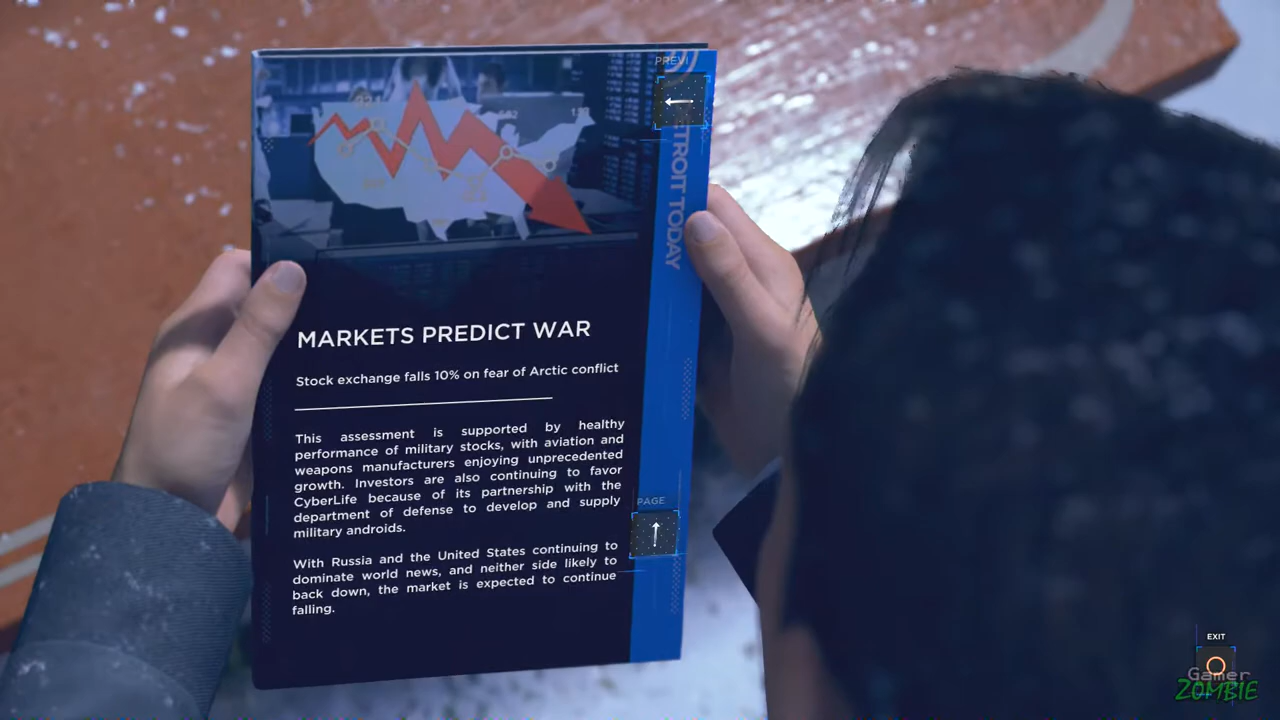 PREVI
TROIT TODAY
MARKETS PREDICT WAR
Stock exchange falls 10% on fear of Arctic conflict
This assessment is supported by healthy
performance of military stocks, with aviation and
weapons manufacturers enjoying unprecedented
growth. Investors are also continuing to favor
CyberLife because of its partnership with the
department of defense to develop and supply
military androids.
PAGE
With Russia and the United States continuing to
dominate world news, and neither side likely to
back down, the market is expected to continue
falling.
EXIT
Gamer
ZOMBIE